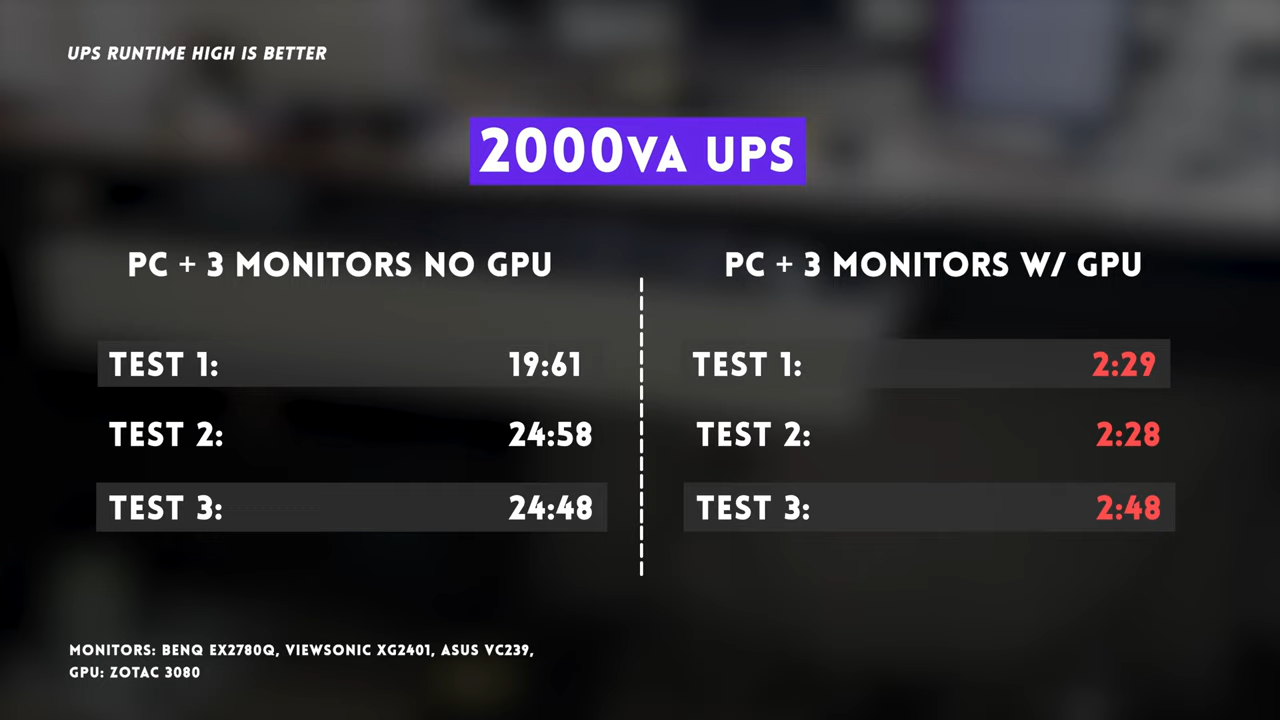 UPS RUNTIME HIGH IS BETTER
2000VA UPS
PC + 3 MONITORS NO GPU
TEST 1: 19:61
TEST 2: 24:58
TEST 3: 24:48
PC + 3 MONITORS W/ GPU
TEST 1: 2:29
TEST 2: 2:28
TEST 3: 2:48
MONITORS: BENQ EX2780Q, VIEWSONIC XG2401, ASUS VC239,
GPU: ZOTAC 3080